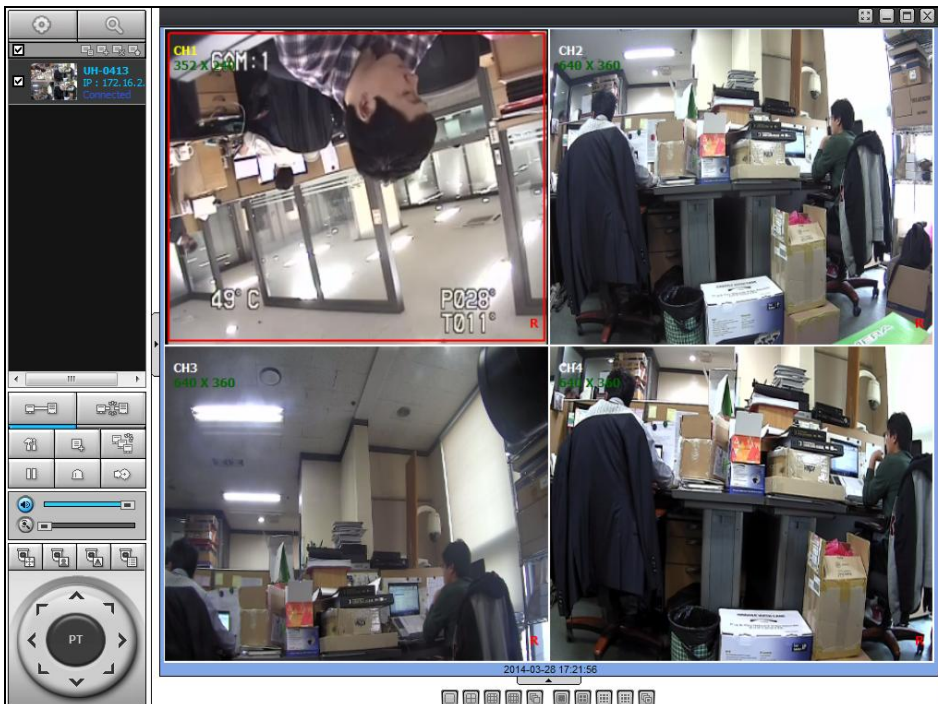 UH-0413
IP : 172.16.2.
Connected
CH1
352 X 240
CAM:1
49°C
P028°
T011°
R
CH2
640 X 360
R
CH3
640 X 360
R
CH4
640 X 360
R
2014-03-28 17:21:56
PT